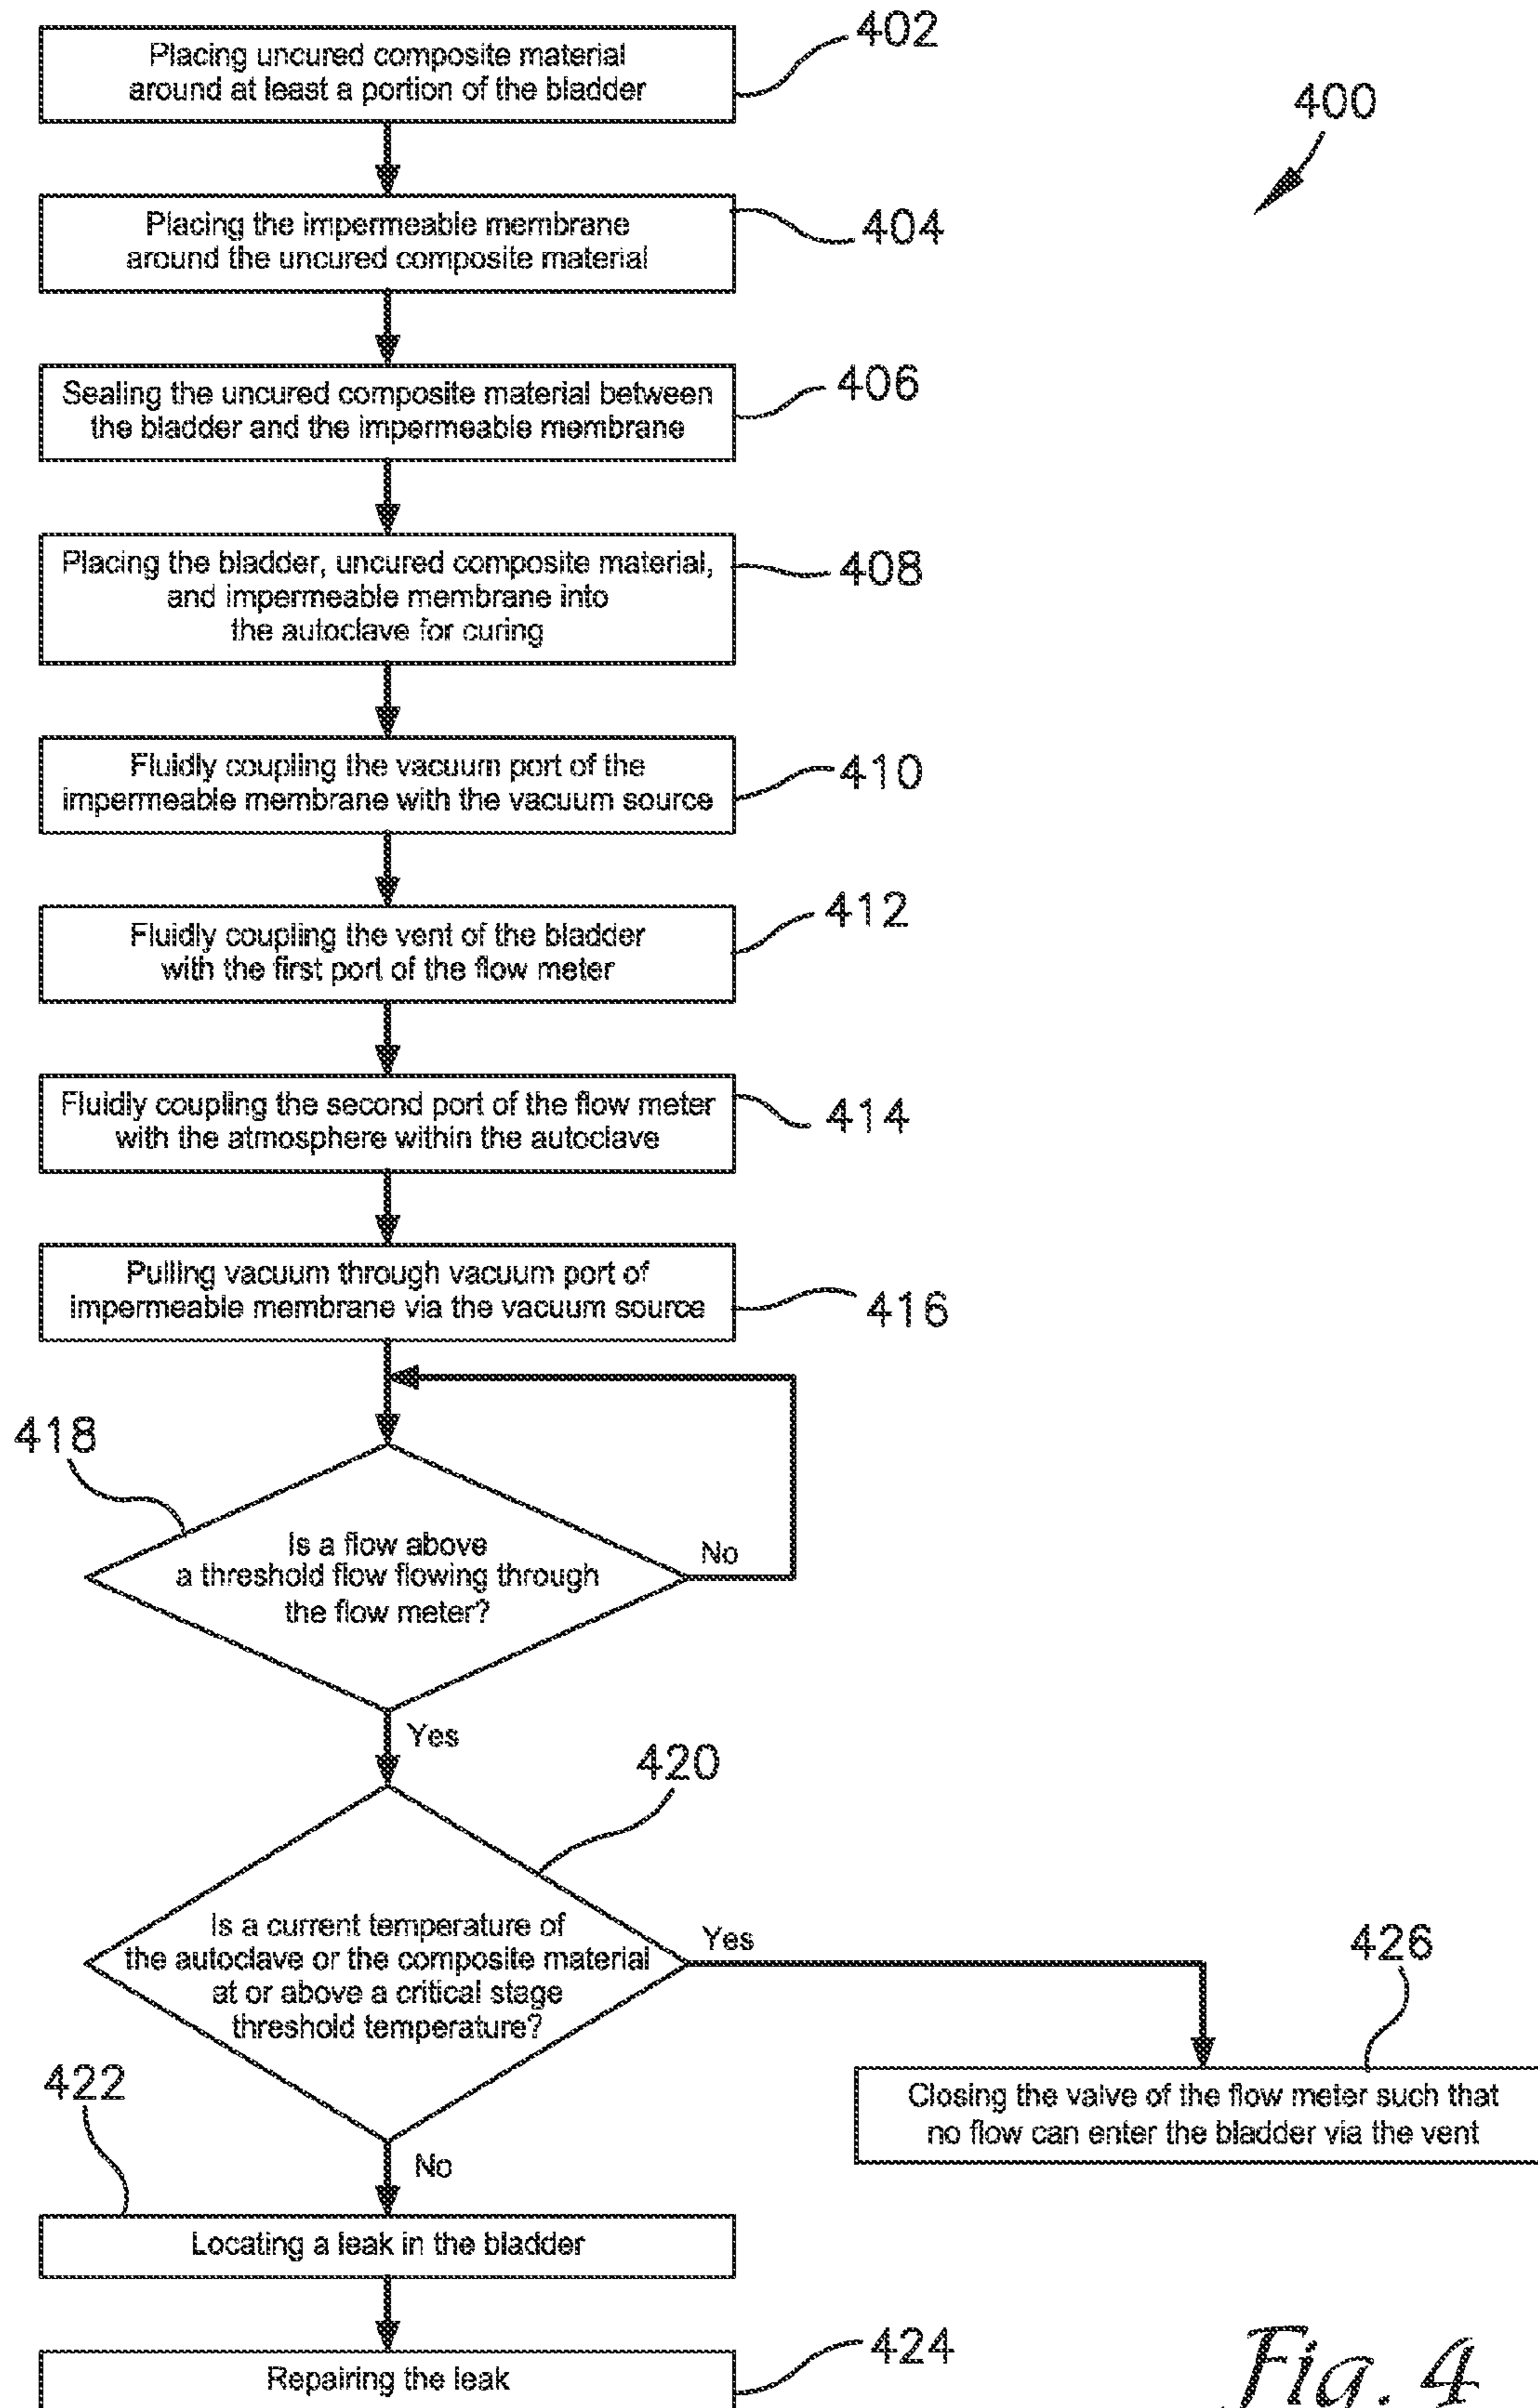 Placing uncured composite material
around at least a portion of the bladder
402
400
Placing the impermeable membrane
around the uncured composite material
404
Sealing the uncured composite material between
the bladder and the impermeable membrane
406
Placing the bladder, uncured composite material,
and impermeable membrane into
the autoclave for curing
408
Fluidly coupling the vacuum port of the
impermeable membrane with the vacuum source
410
Fluidly coupling the vent of the bladder
with the first port of the flow meter
412
Fluidly coupling the second port of the flow meter
with the atmosphere within the autoclave
414
Pulling vacuum through vacuum port of
impermeable membrane via the vacuum source
416
418
Is a flow above
a threshold flow flowing through
the flow meter?
No
Yes
420
Is a current temperature of
the autoclave or the composite material
at or above a critical stage
threshold temperature?
Yes
426
Closing the valve of the flow meter such that
no flow can enter the bladder via the vent
No
422
Locating a leak in the bladder
Repairing the leak
424
Fig. 4